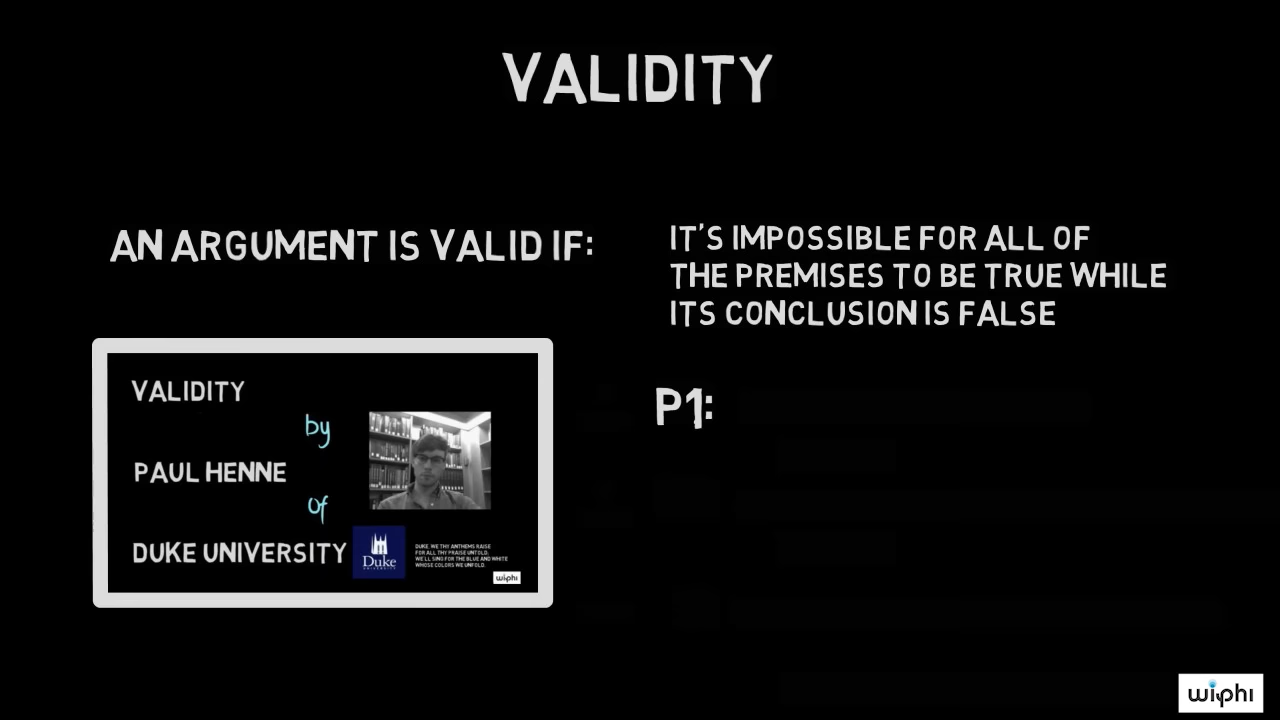 VALIDITY
AN ARGUMENT IS VALID IF:
IT'S IMPOSSIBLE FOR ALL OF
THE PREMISES TO BE TRUE WHILE
ITS CONCLUSION IS FALSE
VALIDITY
by
PAUL HENNE
of
DUKE UNIVERSITY
Duke
UNIVERSITY
DUKE, WE THY ANTHEMS RAISE
FOR ALL THY PRAISE UNTOLD.
WE'LL SING FOR THE BLUE AND WHITE
WHOSE COLORS WE UNFOLD.
wiphi
P1:
wiphi